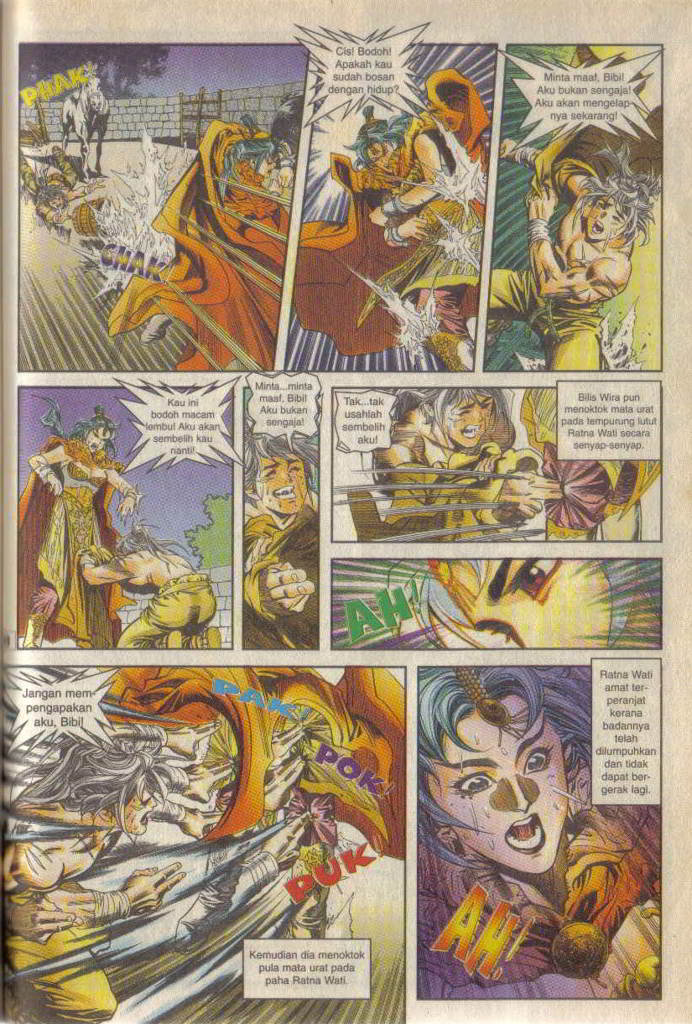 PHAK!
CHAK!
Cis! Bodoh!
Apakah kau
sudah bosan
dengan hidup?
Minta maaf, Bibi!
Aku bukan sengaja!
Aku akan mengelap-
nya sekarang!
Kau ini
bodoh macam
lembu! Aku akan
sembelih kau
nanti!
Minta...minta
maaf, Bibi!
Aku bukan
sengaja!
Tak...tak
usahlah
sembelih
aku!
Bilis Wira pun
menoktok mata urat
pada tempurung lutut
Ratna Wati secara
senyap-senyap.
AH!
Jangan mem-
pengapakan
aku, Bibi!
PAK!
POK!
PUK!
Kemudian dia menoktok
pula mata urat pada
paha Ratna Wati.
Ratna Wati
amat ter-
peranjat
kerana
badannya
telah
dilumpuhkan
dan tidak
dapat ber-
gerak lagi.
AH!